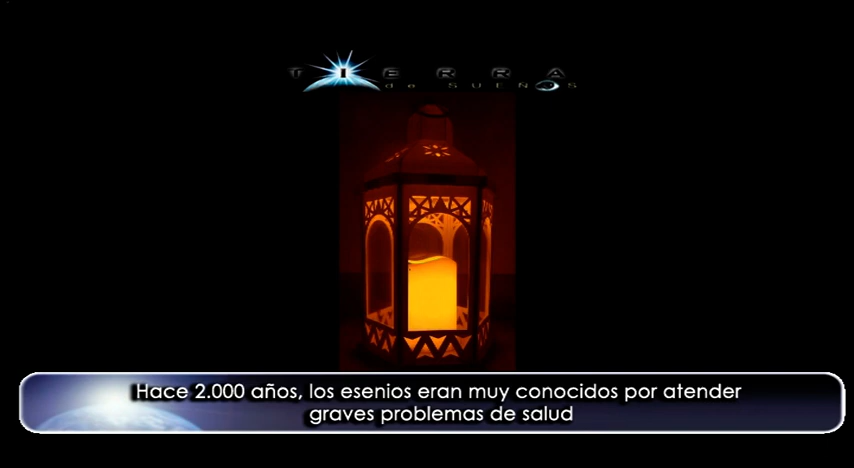 TIERRA
de SUEÑOS
Hace 2.000 años, los esenios eran muy conocidos por atender
graves problemas de salud